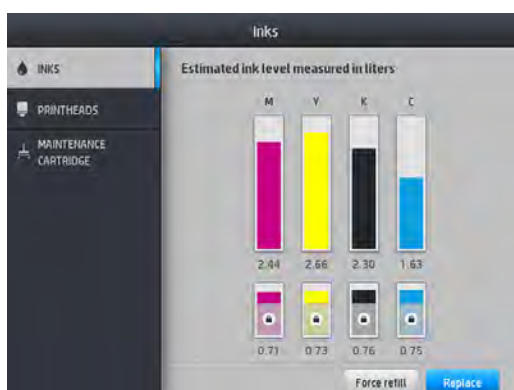 Inks
INKS
PRINTHEADS
MAINTENANCE
CARTRIDGE
Estimated ink level measured in liters
M Y K C
2.44 2.66 2.30 1.63
0.71 0.73 0.76 0.75
Force refill Replace